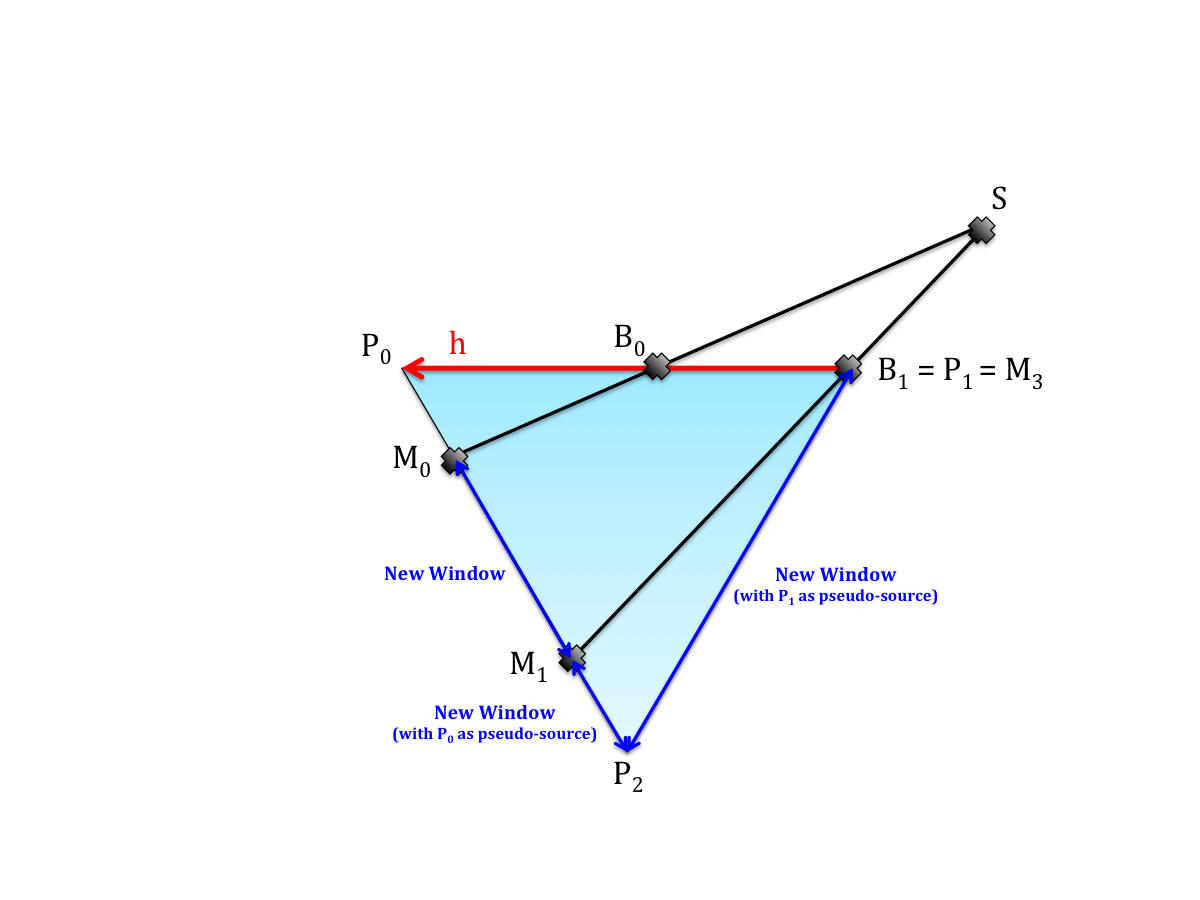 S
B₀
P₀
h
B₁ = P₁ = M₃
M₀
New Window
New Window
(with P₁ as pseudo-source)
M₁
New Window
(with P₀ as pseudo-source)
P₂